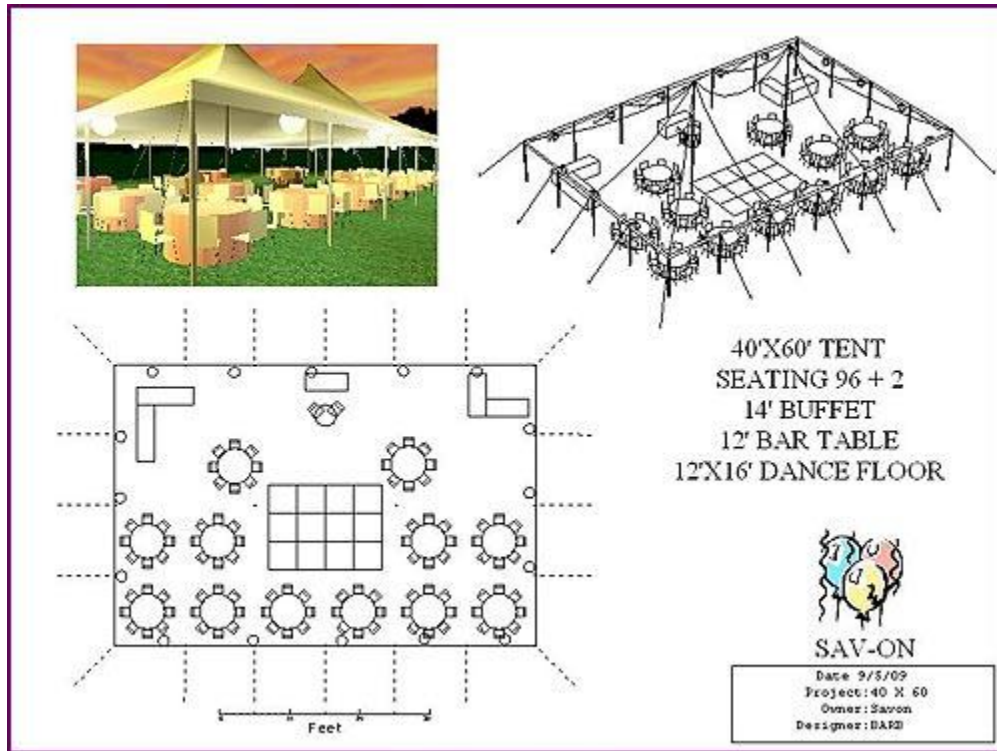 40'X60' TENT
SEATING 96 + 2
14' BUFFET
12' BAR TABLE
12'X16' DANCE FLOOR
SAV-ON
Date 9/5/09
Project:40 X 60
Owner:Savon
Designer:BARB
Feet